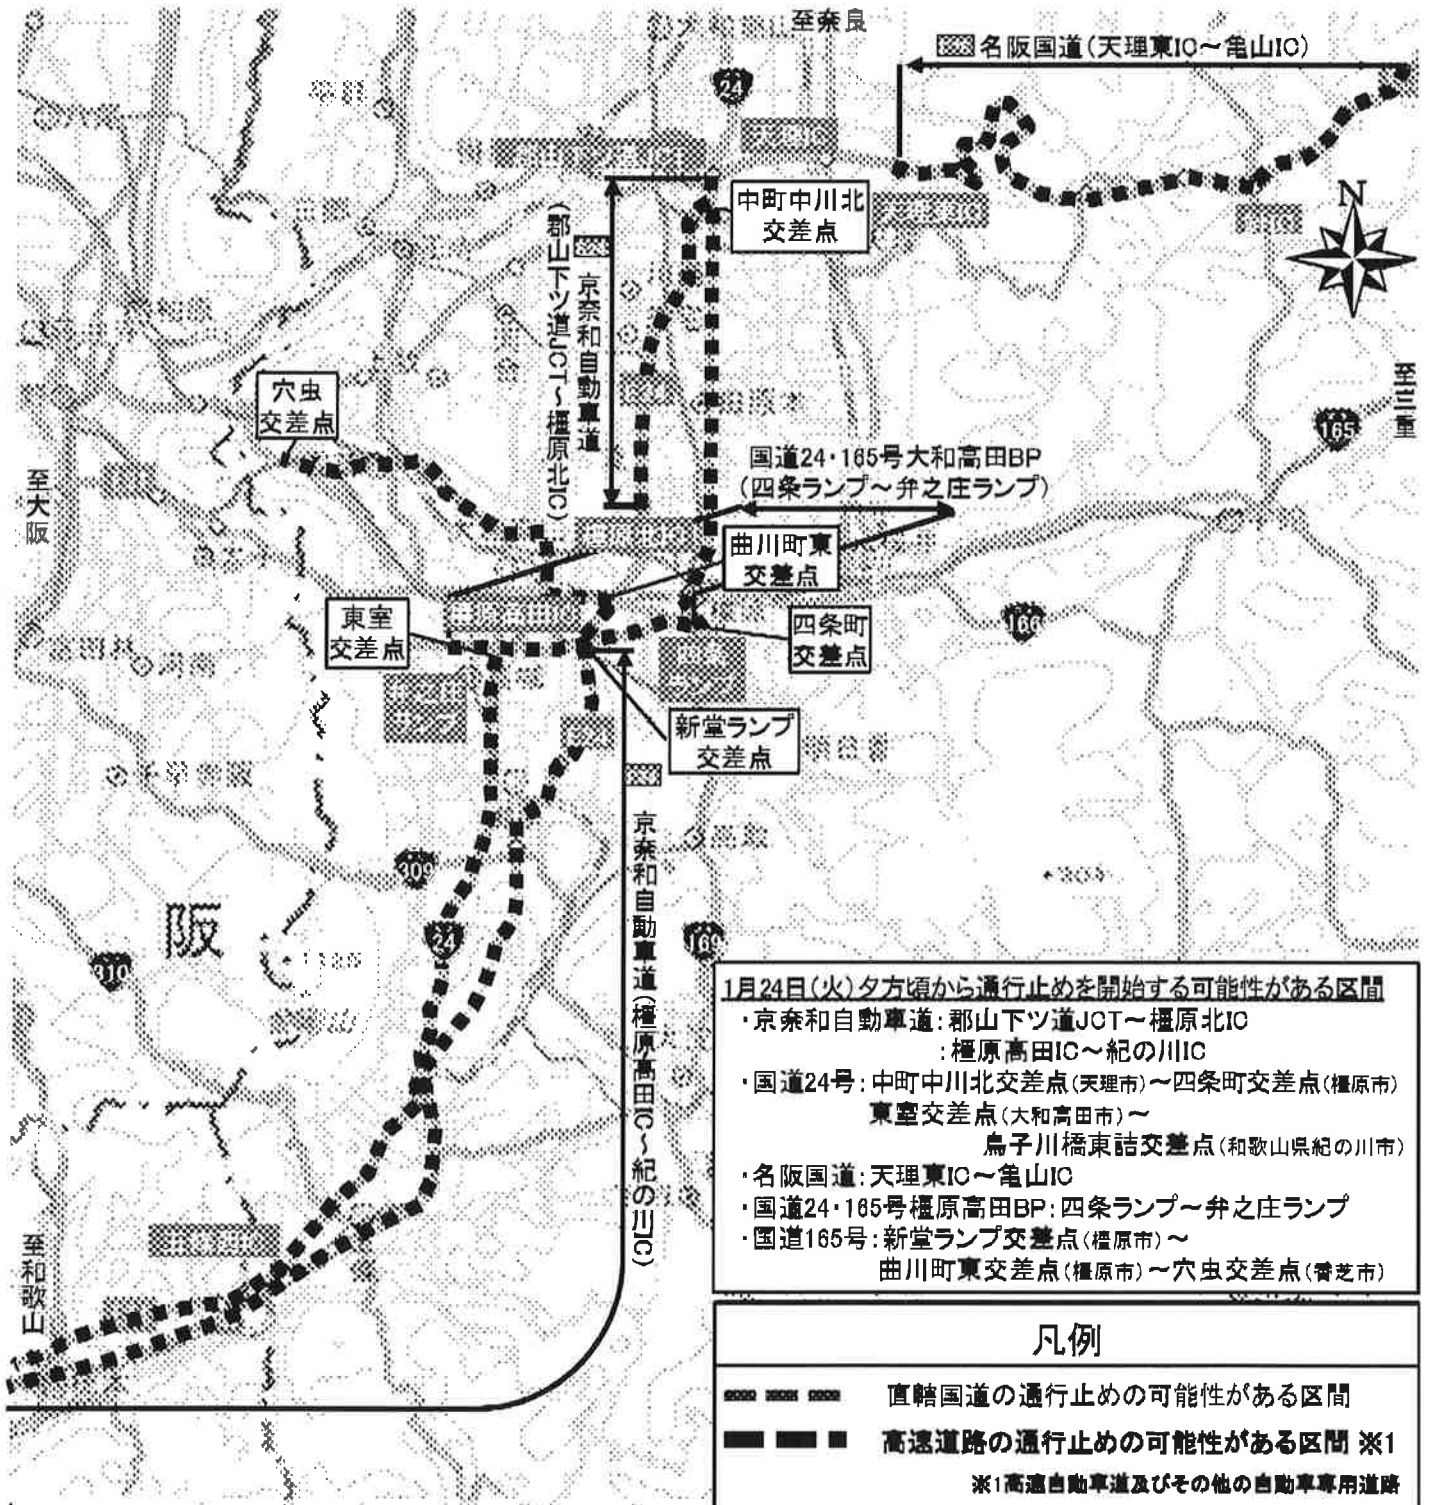 至奈良
名阪国道(天理東IC～亀山IC)
24
中町中川北
交差点
N
京奈和自動車道
(郡山下ツ道JCT～橿原北IC)
穴虫
交差点
至三重
165
至大阪
国道24・165号大和高田BP
(四条ランプ～弁之庄ランプ)
曲川町東
交差点
東室
交差点
四条町
交差点
166
新堂ランプ
交差点
309
阪
24
169
310
京奈和自動車道(橿原高田IC～紀の川IC)
至和歌山
1月24日(火)夕方頃から通行止めを開始する可能性がある区間
・京奈和自動車道:郡山下ツ道JCT～橿原北IC
:橿原高田IC～紀の川IC
・国道24号:中町中川北交差点(天理市)～四条町交差点(橿原市)
東室交差点(大和高田市)～
鳥子川橋東詰交差点(和歌山県紀の川市)
・名阪国道:天理東IC～亀山IC
・国道24・165号橿原高田BP:四条ランプ～弁之庄ランプ
・国道165号:新堂ランプ交差点(橿原市)～
曲川町東交差点(橿原市)～穴虫交差点(香芝市)
凡例
直轄国道の通行止めの可能性がある区間
高速道路の通行止めの可能性がある区間 ※1
※1高速自動車道及びその他の自動車専用道路